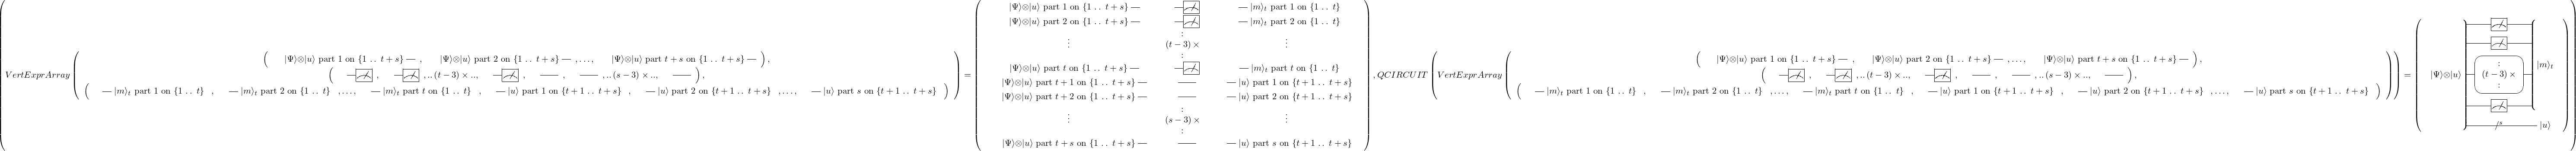 VertExprArray
( |Ψ⟩⊗|u⟩ part 1 on {1 . . t + s} , |Ψ⟩⊗|u⟩ part 2 on {1 . . t + s} , . . . , |Ψ⟩⊗|u⟩ part t + s on {1 . . t + s} ) ,
( , , .. (t − 3) × .., , , , .. (s − 3) × .., ) ,
( |m⟩t part 1 on {1 . . t} , |m⟩t part 2 on {1 . . t} , . . . , |m⟩t part t on {1 . . t} , |u⟩ part 1 on {t + 1 . . t + s} , |u⟩ part 2 on {t + 1 . . t + s} , . . . , |u⟩ part s on {t + 1 . . t + s} )
=
|Ψ⟩⊗|u⟩ part 1 on {1 . . t + s} |m⟩t part 1 on {1 . . t}
|Ψ⟩⊗|u⟩ part 2 on {1 . . t + s} |m⟩t part 2 on {1 . . t}
⋮ : (t − 3) × : ⋮
|Ψ⟩⊗|u⟩ part t on {1 . . t + s} |m⟩t part t on {1 . . t}
|Ψ⟩⊗|u⟩ part t + 1 on {1 . . t + s} |u⟩ part 1 on {t + 1 . . t + s}
|Ψ⟩⊗|u⟩ part t + 2 on {1 . . t + s} |u⟩ part 2 on {t + 1 . . t + s}
⋮ : (s − 3) × : ⋮
|Ψ⟩⊗|u⟩ part t + s on {1 . . t + s} |u⟩ part s on {t + 1 . . t + s}
, QCIRCUIT ( VertExprArray
( |Ψ⟩⊗|u⟩ part 1 on {1 . . t + s} , |Ψ⟩⊗|u⟩ part 2 on {1 . . t + s} , . . . , |Ψ⟩⊗|u⟩ part t + s on {1 . . t + s} ) ,
( , , .. (t − 3) × .., , , , .. (s − 3) × .., ) ,
( |m⟩t part 1 on {1 . . t} , |m⟩t part 2 on {1 . . t} , . . . , |m⟩t part t on {1 . . t} , |u⟩ part 1 on {t + 1 . . t + s} , |u⟩ part 2 on {t + 1 . . t + s} , . . . , |u⟩ part s on {t + 1 . . t + s} )
=
|Ψ⟩⊗|u⟩ : (t − 3) × : |m⟩t
/s |u⟩